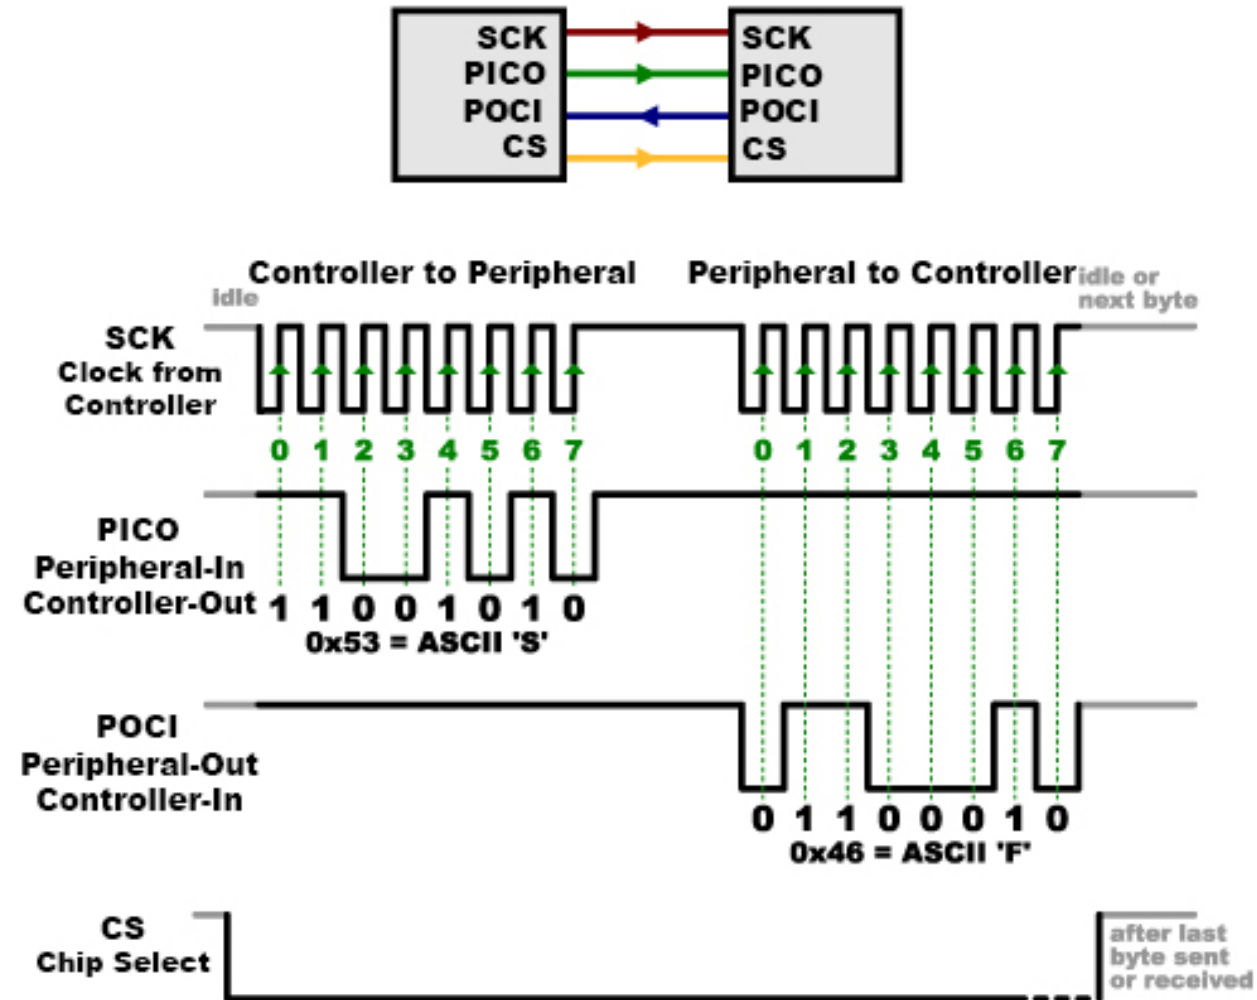 SCK SCK
PICO PICO
POCI POCI
CS CS
Controller to Peripheral Peripheral to Controller
idle idle or
next byte
SCK
Clock from
Controller
0 1 2 3 4 5 6 7 0 1 2 3 4 5 6 7
PICO
Peripheral-In
Controller-Out 1 1 0 0 1 0 1 0
0x53 = ASCII 'S'
POCI
Peripheral-Out
Controller-In
0 1 1 0 0 0 1 0
0x46 = ASCII 'F'
CS
Chip Select
after last
byte sent
or received